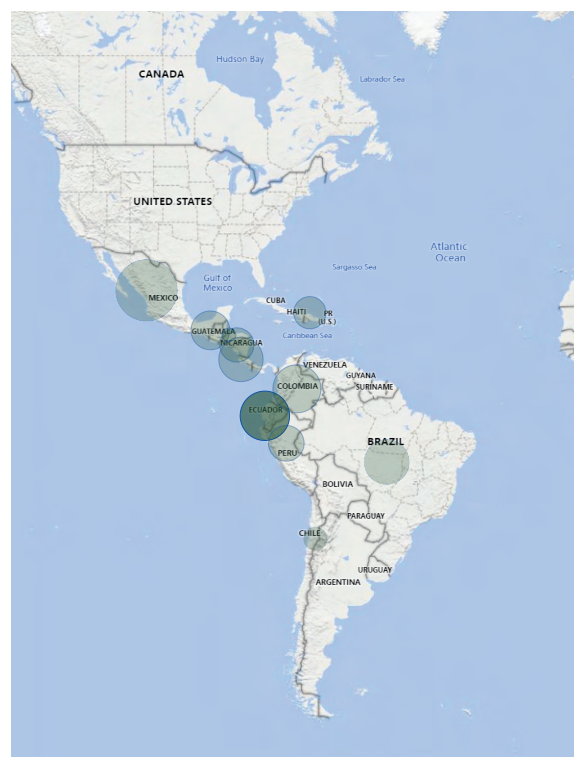 Hudson Bay
CANADA
Labrador Sea
UNITED STATES
Atlantic
Ocean
Sargasso Sea
Gulf of
Mexico
MEXICO
CUBA
HAITI
PR
(U.S.)
GUATEMALA
Caribbean Sea
NICARAGUA
VENEZUELA
GUYANA
COLOMBIA
SURINAME
ECUADOR
BRAZIL
PERU
BOLIVIA
PARAGUAY
CHILE
URUGUAY
ARGENTINA